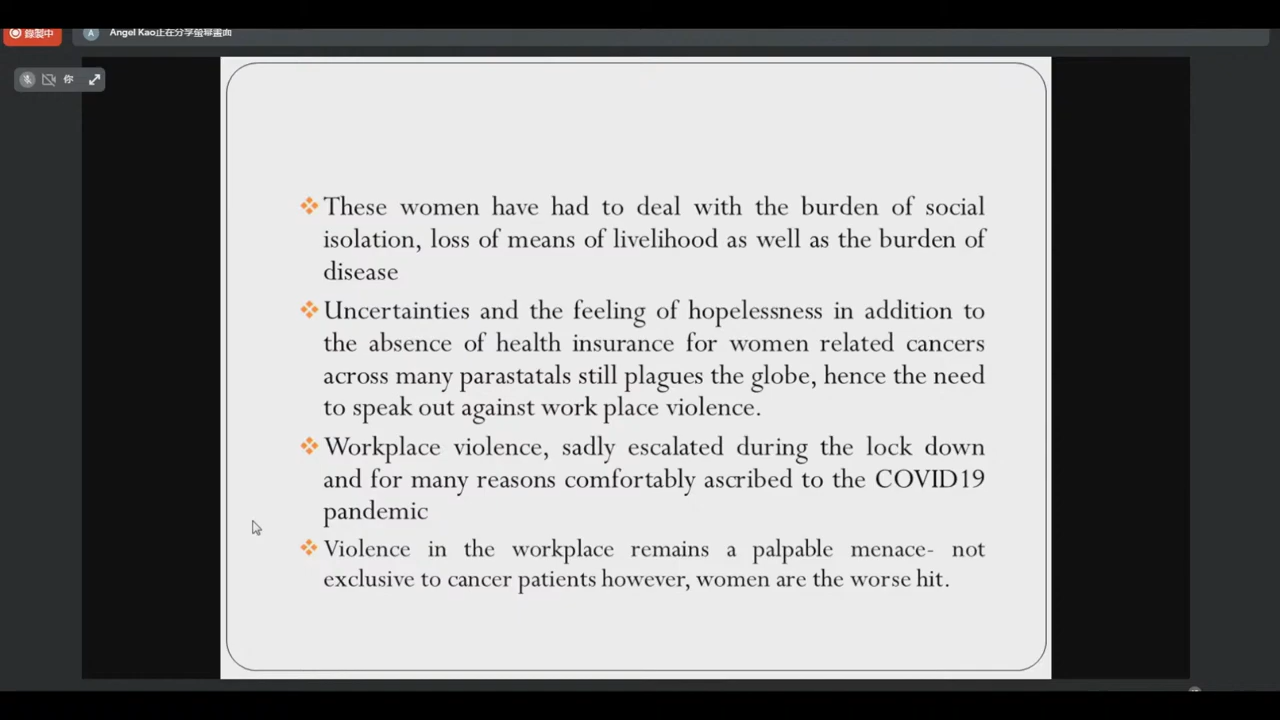 錄製中
A Angel Kao正在分享螢幕畫面
你
These women have had to deal with the burden of social
isolation, loss of means of livelihood as well as the burden of
disease
Uncertainties and the feeling of hopelessness in addition to
the absence of health insurance for women related cancers
across many parastatals still plagues the globe, hence the need
to speak out against work place violence.
Workplace violence, sadly escalated during the lock down
and for many reasons comfortably ascribed to the COVID19
pandemic
Violence in the workplace remains a palpable menace- not
exclusive to cancer patients however, women are the worse hit.